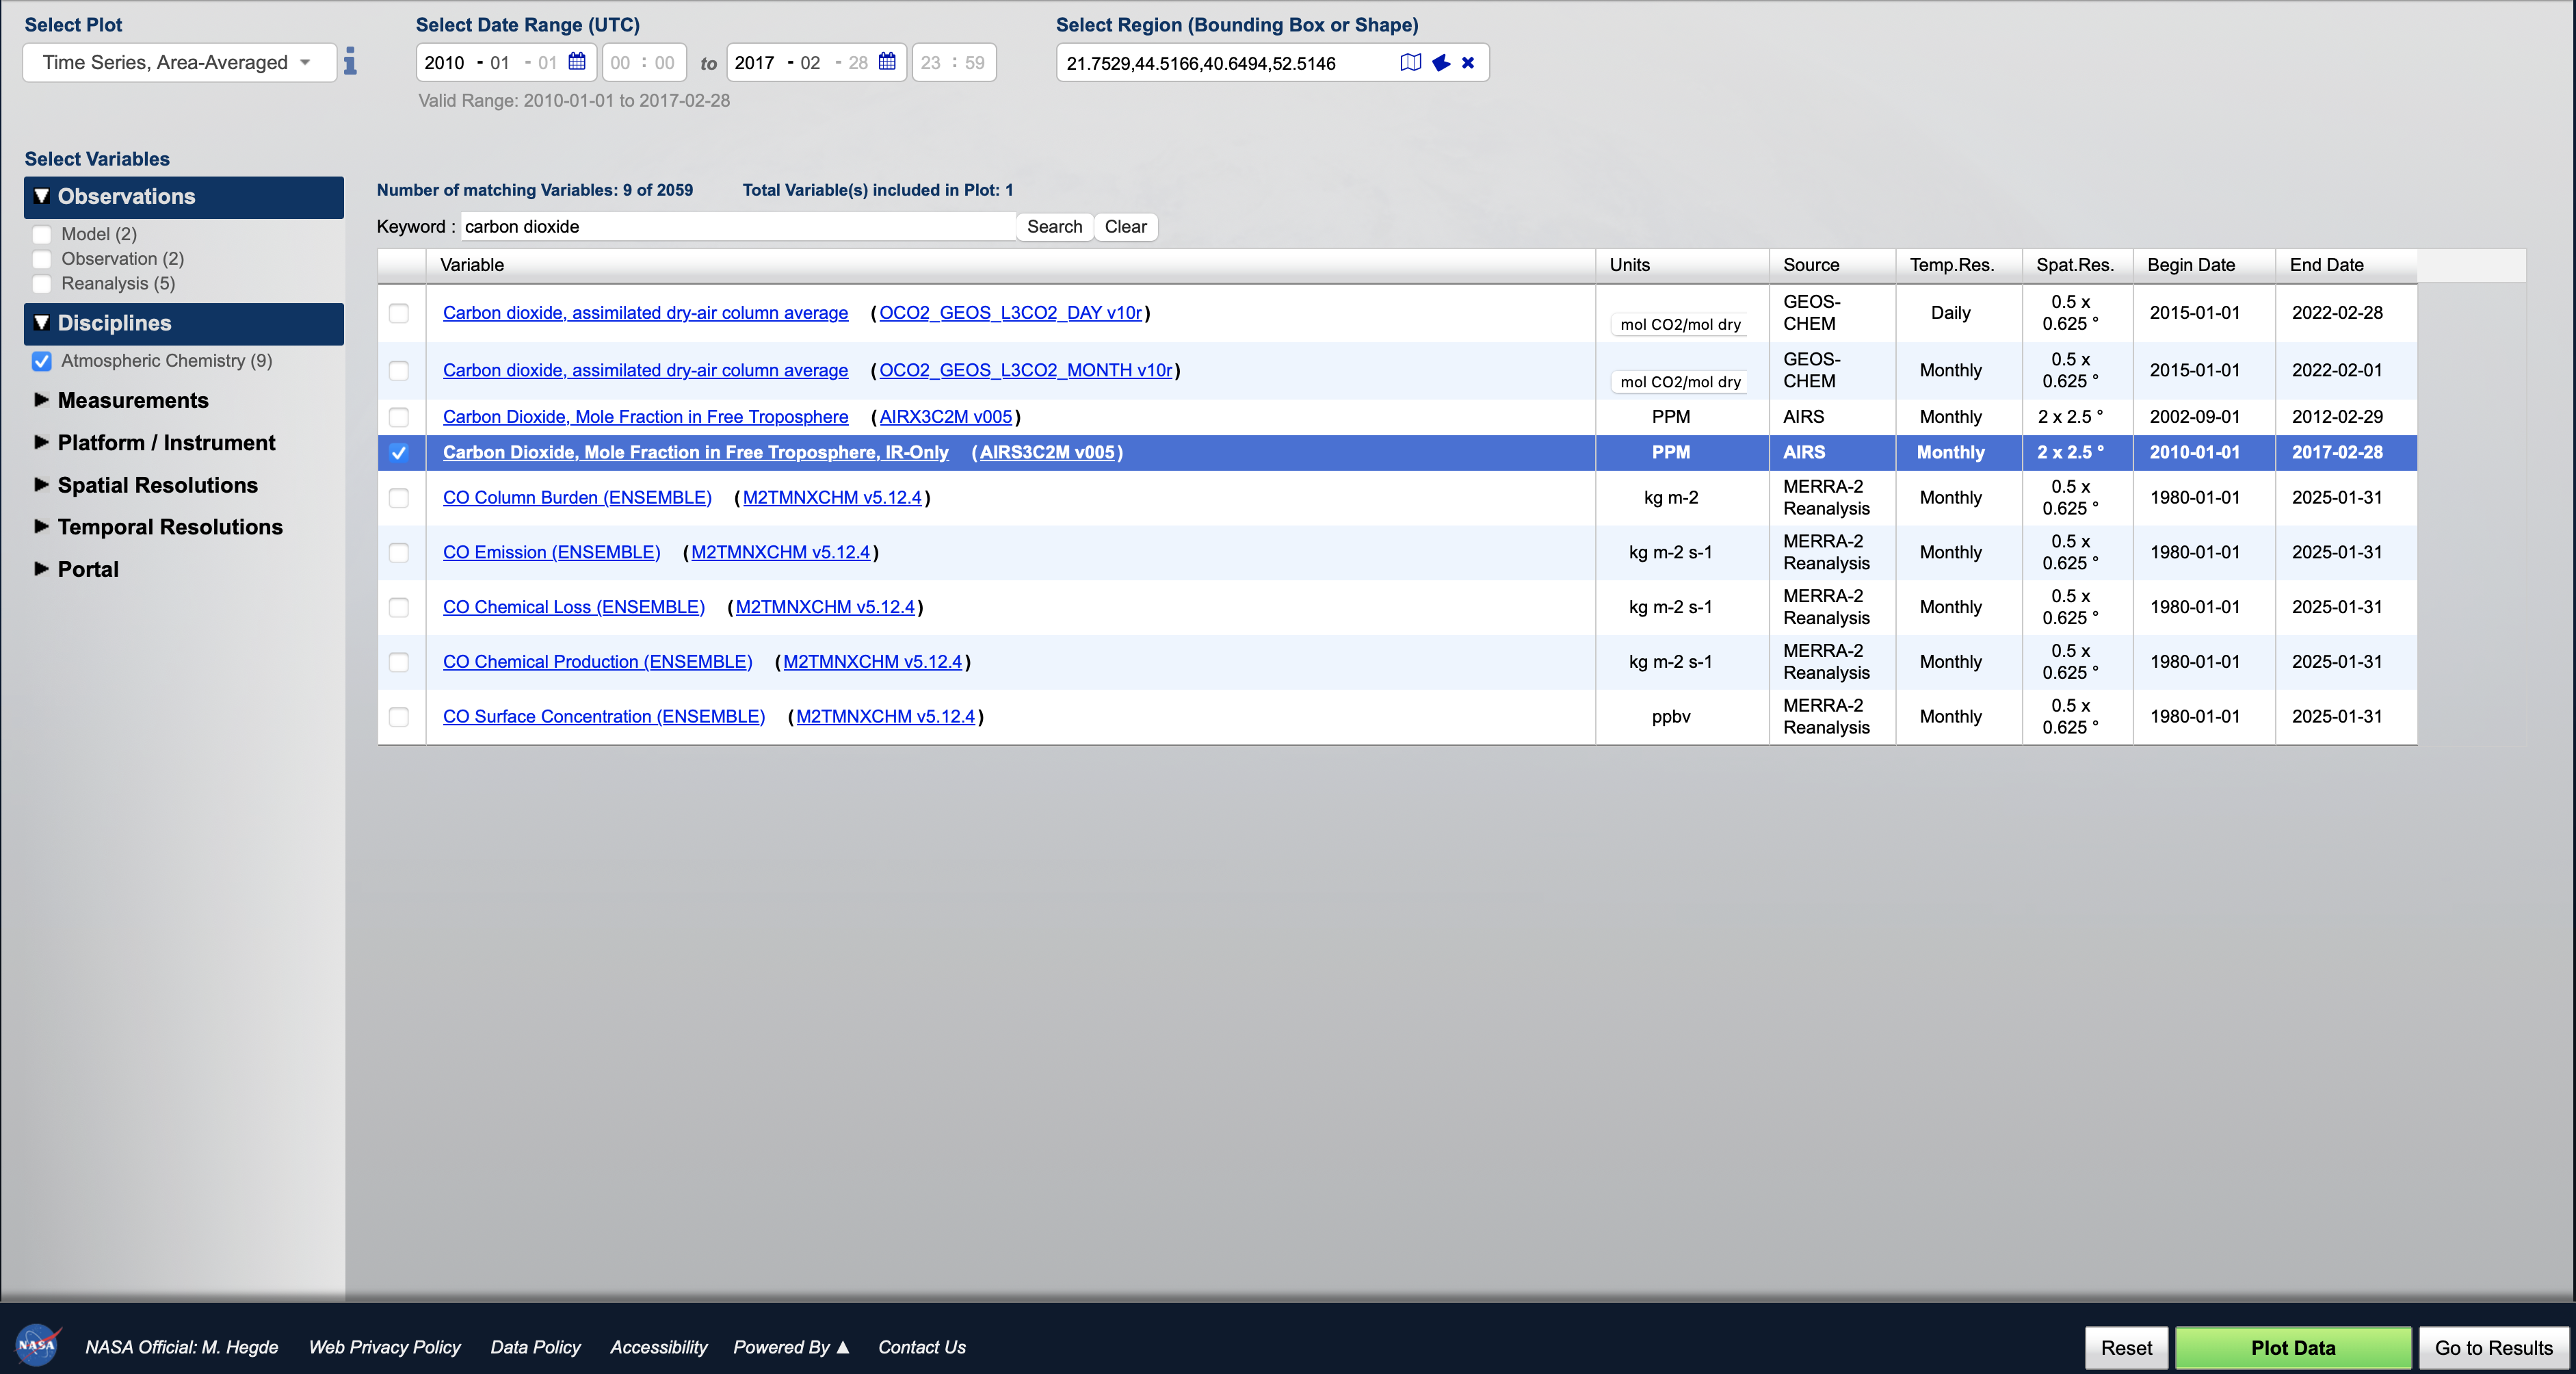 Select Plot
Time Series, Area-Averaged
Select Date Range (UTC)
2010 - 01 - 01 00 : 00 to 2017 - 02 - 28 23 : 59
Valid Range: 2010-01-01 to 2017-02-28
Select Region (Bounding Box or Shape)
21.7529,44.5166,40.6494,52.5146
Select Variables
Observations
Model (2)
Observation (2)
Reanalysis (5)
Disciplines
Atmospheric Chemistry (9)
Measurements
Platform / Instrument
Spatial Resolutions
Temporal Resolutions
Portal
Number of matching Variables: 9 of 2059 Total Variable(s) included in Plot: 1
Keyword : carbon dioxide Search Clear
Variable Units Source Temp.Res. Spat.Res. Begin Date End Date
Carbon dioxide, assimilated dry-air column average (OCO2_GEOS_L3CO2_DAY v10r) mol CO2/mol dry GEOS-CHEM Daily 0.5 x 0.625 ° 2015-01-01 2022-02-28
Carbon dioxide, assimilated dry-air column average (OCO2_GEOS_L3CO2_MONTH v10r) mol CO2/mol dry GEOS-CHEM Monthly 0.5 x 0.625 ° 2015-01-01 2022-02-01
Carbon Dioxide, Mole Fraction in Free Troposphere (AIRX3C2M v005) PPM AIRS Monthly 2 x 2.5 ° 2002-09-01 2012-02-29
Carbon Dioxide, Mole Fraction in Free Troposphere, IR-Only (AIRS3C2M v005) PPM AIRS Monthly 2 x 2.5 ° 2010-01-01 2017-02-28
CO Column Burden (ENSEMBLE) (M2TMNXCHM v5.12.4) kg m-2 MERRA-2 Reanalysis Monthly 0.5 x 0.625 ° 1980-01-01 2025-01-31
CO Emission (ENSEMBLE) (M2TMNXCHM v5.12.4) kg m-2 s-1 MERRA-2 Reanalysis Monthly 0.5 x 0.625 ° 1980-01-01 2025-01-31
CO Chemical Loss (ENSEMBLE) (M2TMNXCHM v5.12.4) kg m-2 s-1 MERRA-2 Reanalysis Monthly 0.5 x 0.625 ° 1980-01-01 2025-01-31
CO Chemical Production (ENSEMBLE) (M2TMNXCHM v5.12.4) kg m-2 s-1 MERRA-2 Reanalysis Monthly 0.5 x 0.625 ° 1980-01-01 2025-01-31
CO Surface Concentration (ENSEMBLE) (M2TMNXCHM v5.12.4) ppbv MERRA-2 Reanalysis Monthly 0.5 x 0.625 ° 1980-01-01 2025-01-31
NASA NASA Official: M. Hegde Web Privacy Policy Data Policy Accessibility Powered By ▲ Contact Us
Reset Plot Data Go to Results